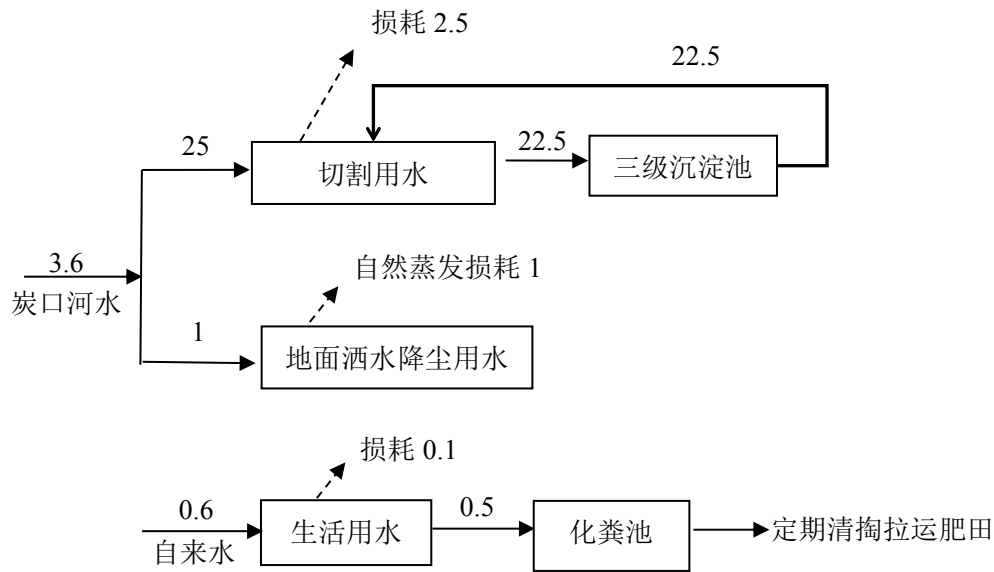 损耗 2.5
22.5
25
切割用水
22.5
三级沉淀池
3.6
炭口河水
自然蒸发损耗 1
1
地面洒水降尘用水
损耗 0.1
0.6
自来水
生活用水
0.5
化粪池
定期清掏拉运肥田